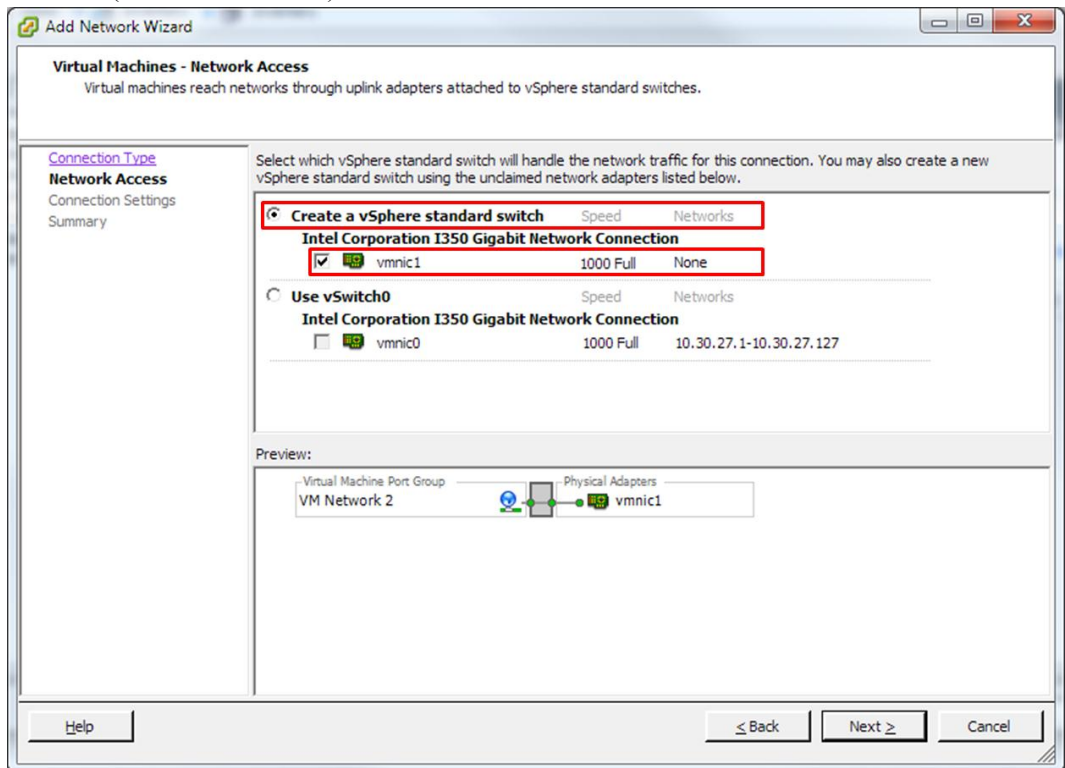 Add Network Wizard
Virtual Machines - Network Access
Virtual machines reach networks through uplink adapters attached to vSphere standard switches.
Connection Type
Network Access
Connection Settings
Summary
Select which vSphere standard switch will handle the network traffic for this connection. You may also create a new
vSphere standard switch using the unclaimed network adapters listed below.
Create a vSphere standard switch Speed Networks
Intel Corporation I350 Gigabit Network Connection
vmnic1 1000 Full None
Use vSwitch0 Speed Networks
Intel Corporation I350 Gigabit Network Connection
vmnic0 1000 Full 10.30.27.1-10.30.27.127
Preview:
Virtual Machine Port Group Physical Adapters
VM Network 2 vmnic1
Help < Back Next > Cancel